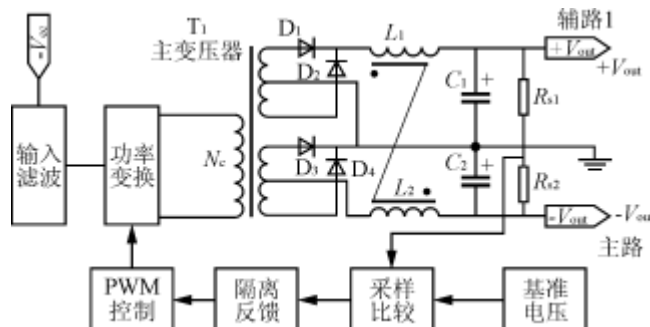 T1
主变压器
D1
D2
L1
辅路1
+Vout
+Vout
C1
+
Rs1
输入
滤波
功率
变换
Nc
D3
D4
C2
+
Rs2
L2
-Vout
-Vou
主路
PWM
控制
隔离
反馈
采样
比较
基准
电压